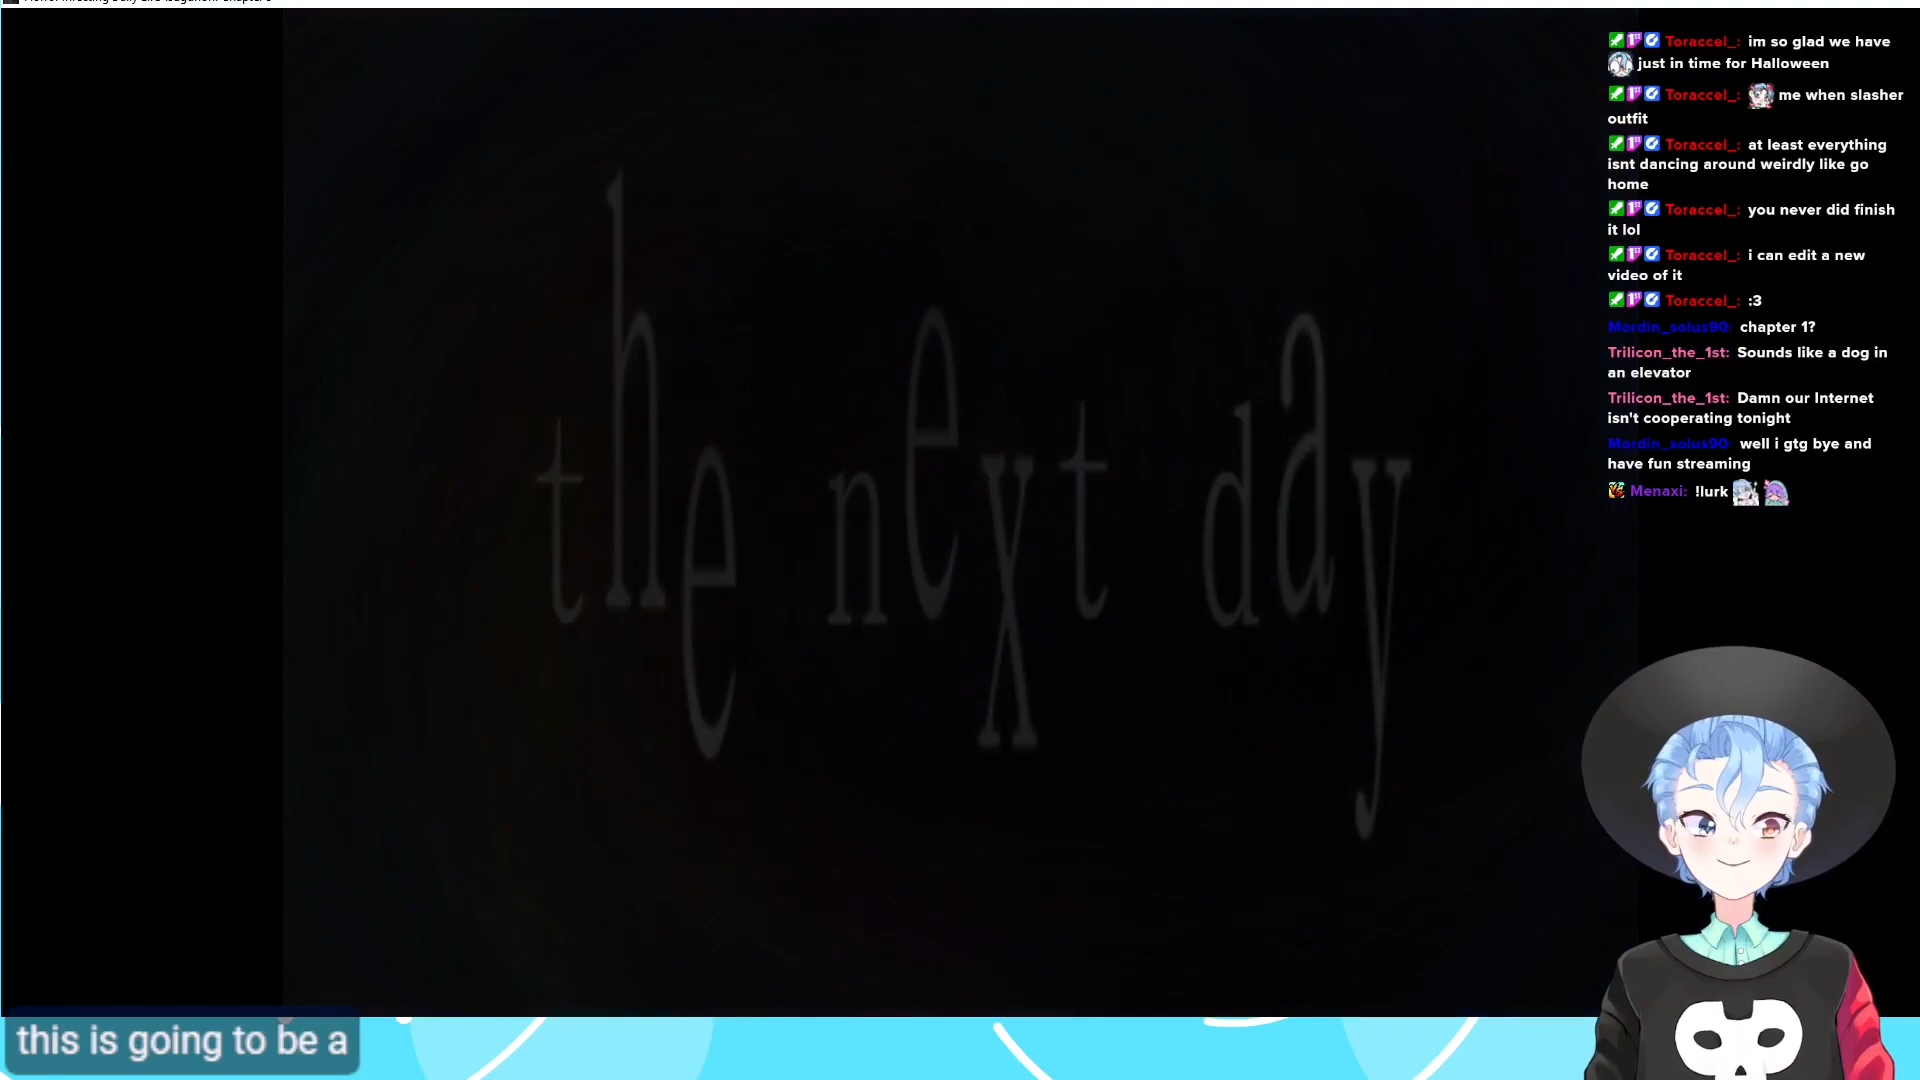 the next day
Toraccel_: im so glad we have
just in time for Halloween
Toraccel_: me when slasher
outfit
Toraccel_: at least everything
isnt dancing around weirdly like go
home
Toraccel_: you never did finish
it lol
Toraccel_: i can edit a new
video of it
Toraccel_: :3
Mordin_solus90: chapter 1?
Trilicon_the_1st: Sounds like a dog in
an elevator
Trilicon_the_1st: Damn our Internet
isn't cooperating tonight
Mordin_solus90: well i gtg bye and
have fun streaming
Menaxi: !lurk
this is going to be a